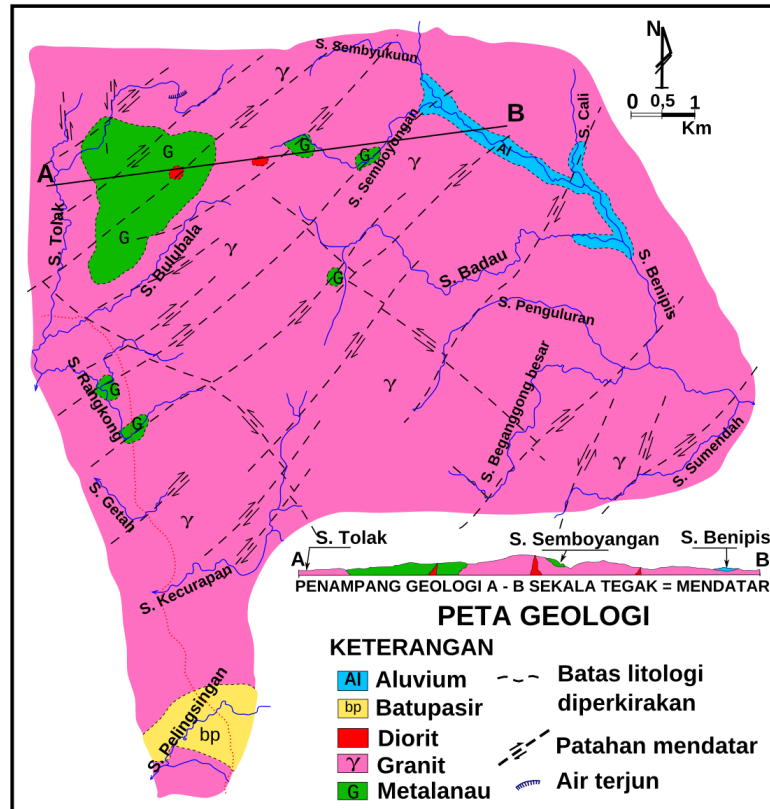 N
0 0,5 1
Km
S. Sembyukuun
γ
B
S. Cali
G
G
G
A
S. Semboyongan
γ
Al
S. Tolak
G
S. Bulubala
γ
S. Badau
S. Benipis
G
S. Penguluran
S. Rangkong
G
γ
S. Beganggong besar
G
S. Getah
γ
γ
S. Sumendah
S. Kecurapan
S. Tolak
S. Semboyangan
S. Benipis
A
B
PENAMPANG GEOLOGI A - B SEKALA TEGAK = MENDATAR
PETA GEOLOGI
KETERANGAN
Al Aluvium
bp Batupasir
Diorit
γ Granit
G Metalanau
Batas litologi
diperkirakan
Patahan mendatar
Air terjun
S. Pelingsingan
bp